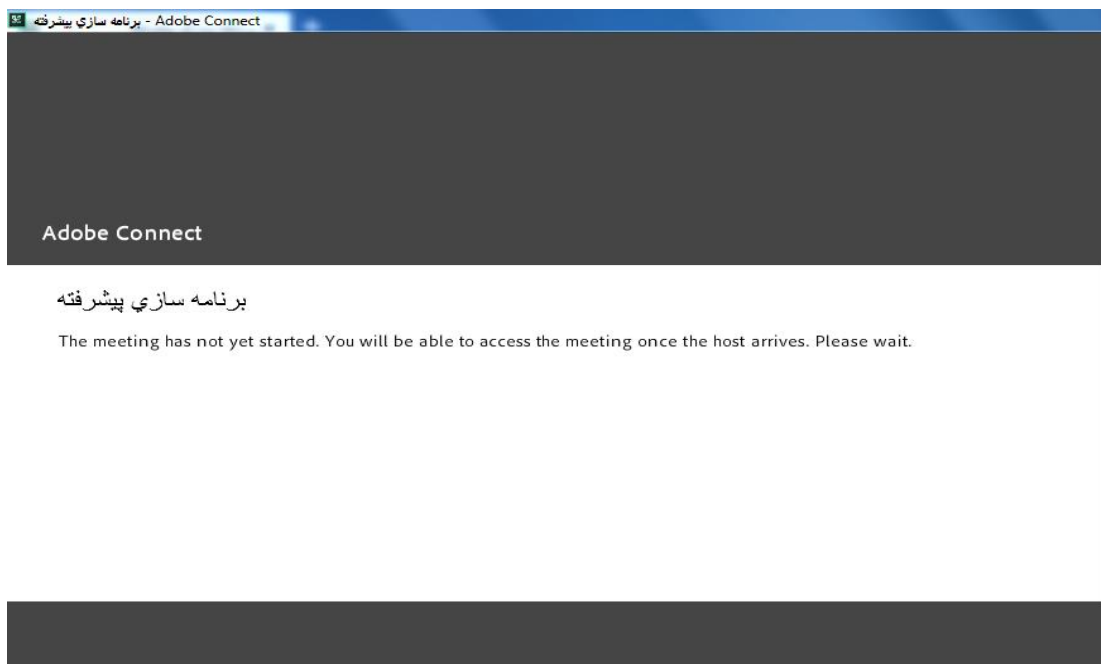 برنامه سازي پيشرفته - Adobe Connect
Adobe Connect
برنامه سازي پيشرفته
The meeting has not yet started. You will be able to access the meeting once the host arrives. Please wait.